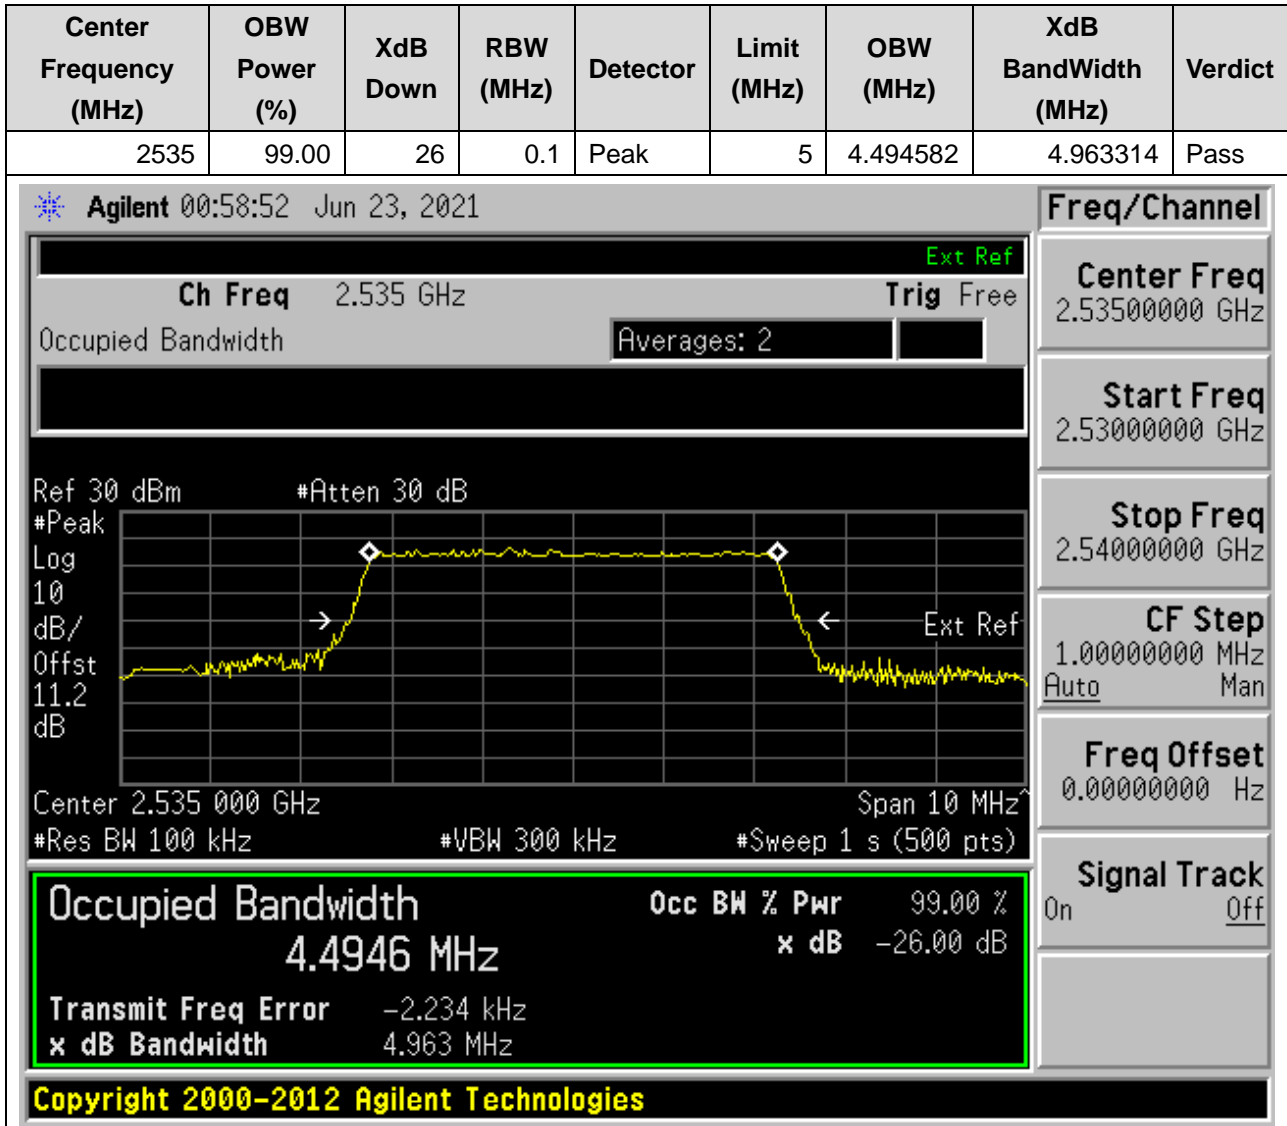 Center Frequency (MHz) OBW Power (%) XdB Down RBW (MHz) Detector Limit (MHz) OBW (MHz) XdB BandWidth (MHz) Verdict
2535 99.00 26 0.1 Peak 5 4.494582 4.963314 Pass
Agilent 00:58:52 Jun 23, 2021
Freq/Channel
Ext Ref
Ch Freq 2.535 GHz Trig Free
Occupied Bandwidth Averages: 2
Center Freq
2.53500000 GHz
Start Freq
2.53000000 GHz
Stop Freq
2.54000000 GHz
CF Step
1.00000000 MHz
Auto Man
Freq Offset
0.00000000 Hz
Signal Track
On Off
Ref 30 dBm #Atten 30 dB
#Peak
Log
10
dB/
Offst
11.2
dB
Ext Ref
Center 2.535 000 GHz Span 10 MHz^
#Res BW 100 kHz #VBW 300 kHz #Sweep 1 s (500 pts)
Occupied Bandwidth Occ BW % Pwr 99.00 %
4.4946 MHz x dB -26.00 dB
Transmit Freq Error -2.234 kHz
x dB Bandwidth 4.963 MHz
Copyright 2000-2012 Agilent Technologies